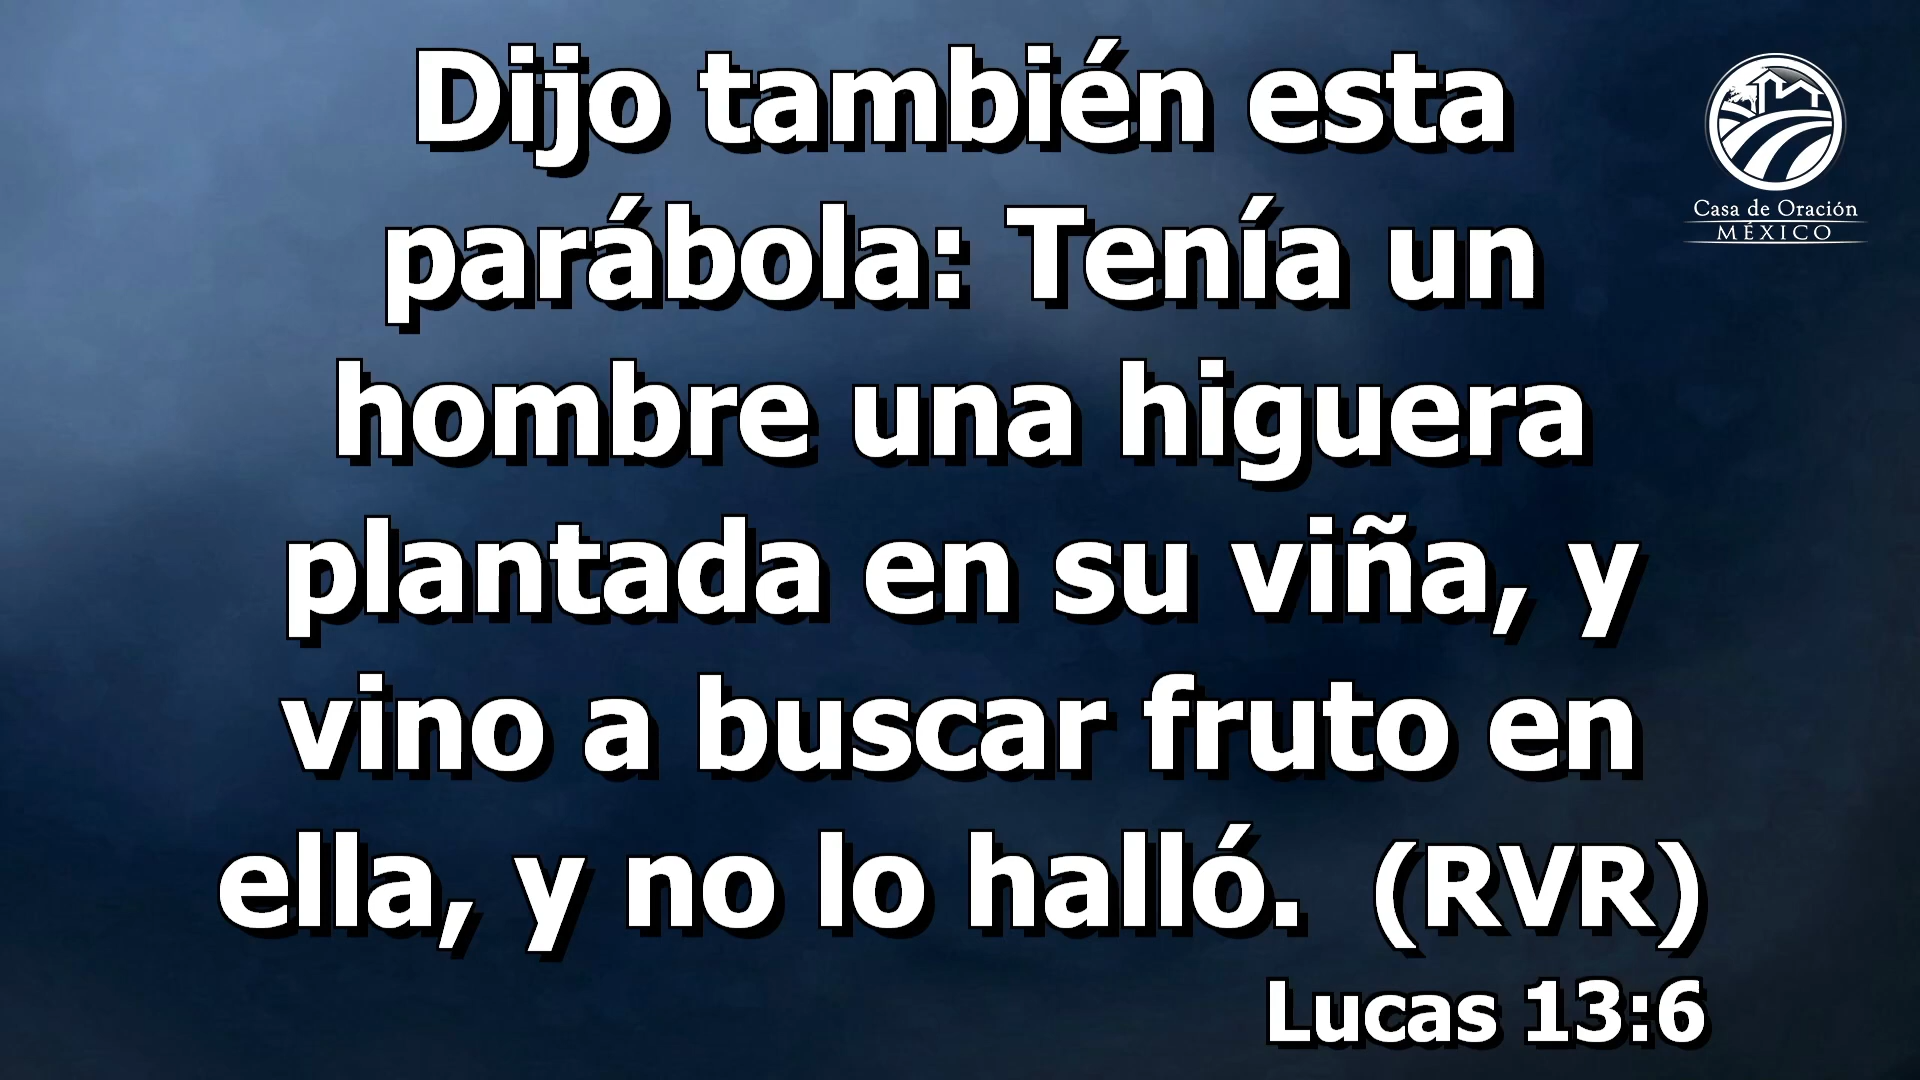 Dijo también esta
parábola: Tenía un
hombre una higuera
plantada en su viña, y
vino a buscar fruto en
ella, y no lo halló.  (RVR)
Lucas 13:6
Casa de Oración
MÉXICO